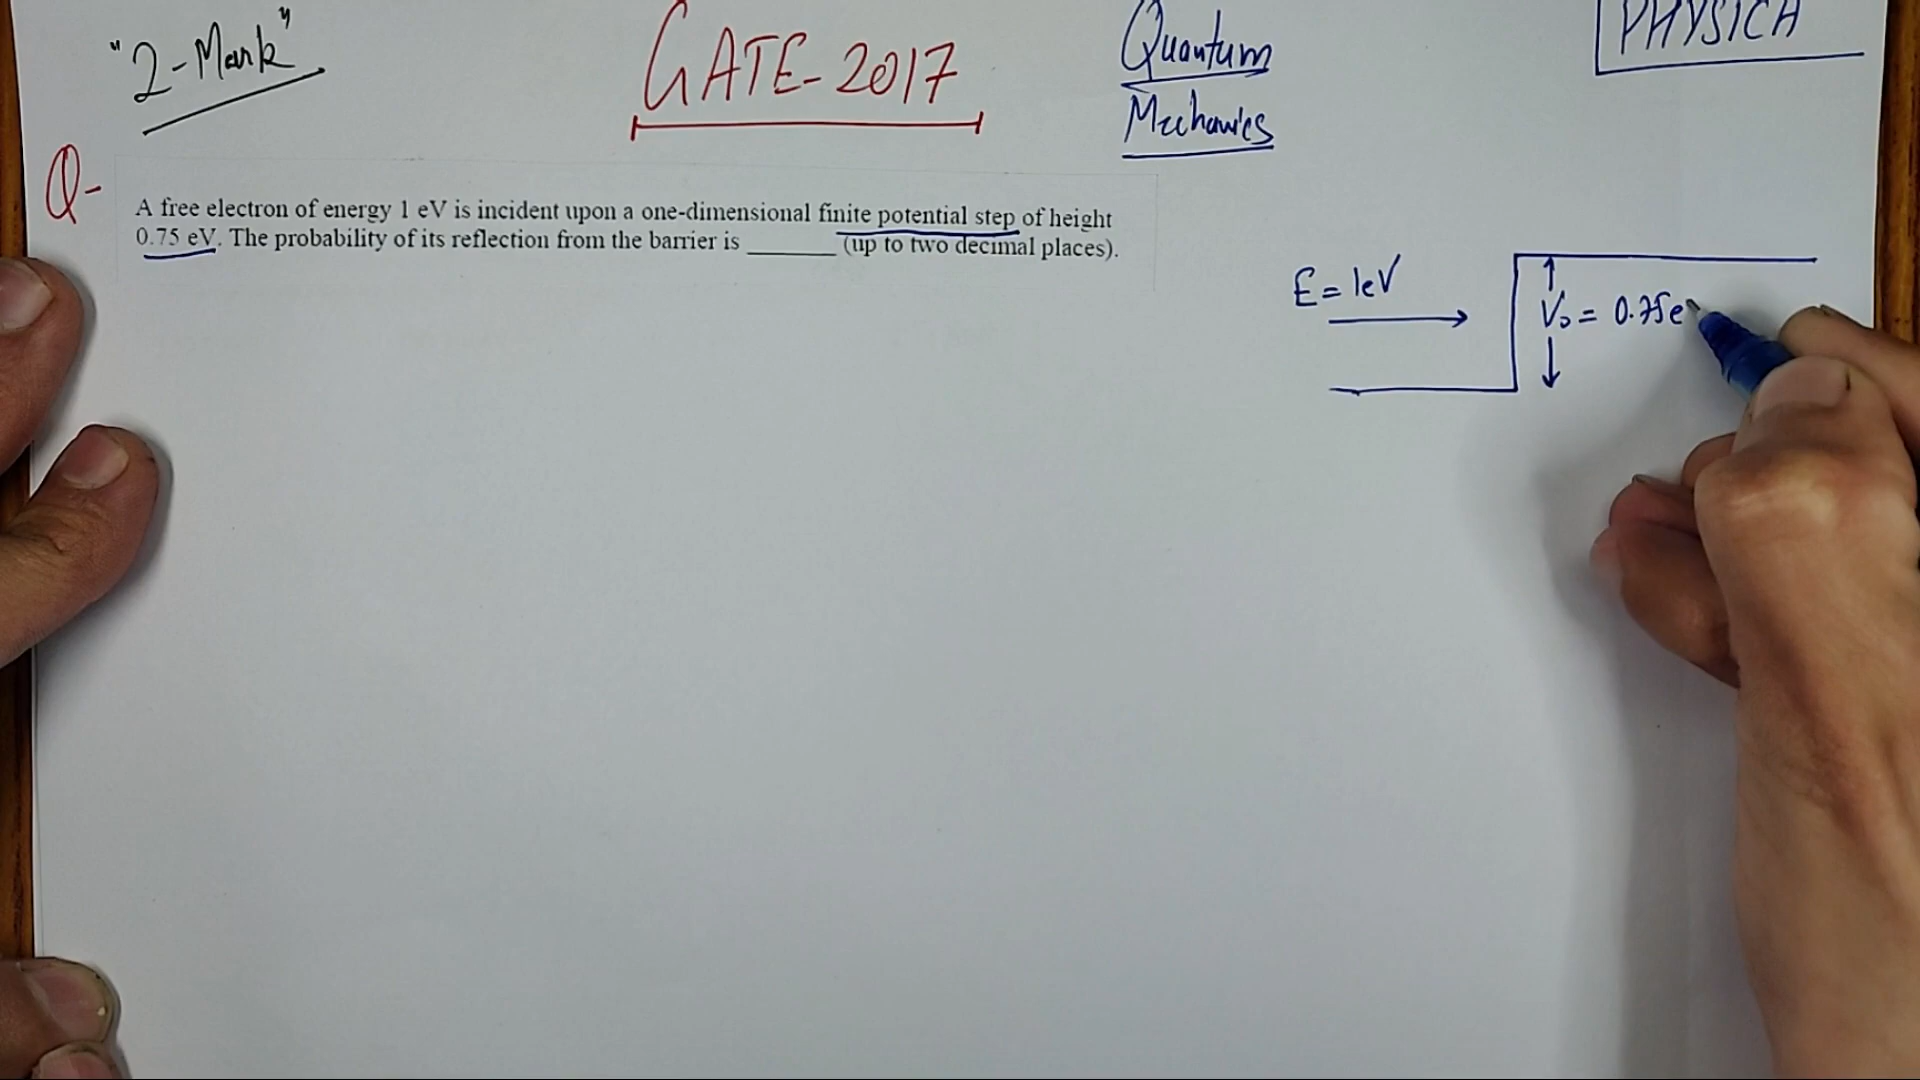 "2-Mark"
GATE-2017
Quantum
Mechanics
PHYSICA
Q-
A free electron of energy 1 eV is incident upon a one-dimensional finite potential step of height
0.75 eV. The probability of its reflection from the barrier is ________ (up to two decimal places).
E = 1eV
V₀ = 0.75e